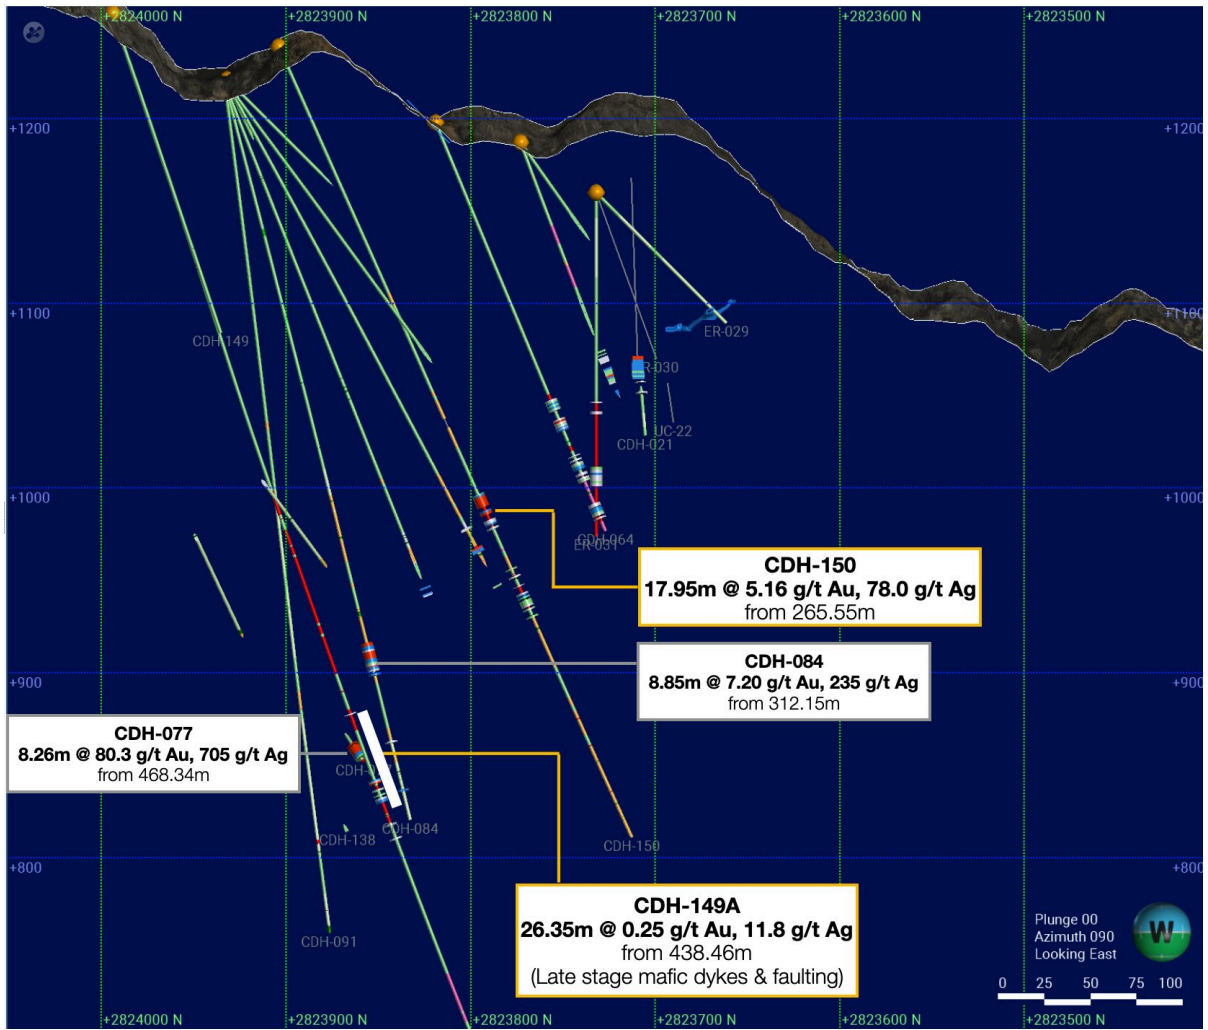 +2824000 N
+2823900 N
+2823800 N
+2823700 N
+2823600 N
+2823500 N
+1200
+1200
+1100
+1100
CDH-149
ER-029
R-030
UC-22
CDH-021
+1000
+1000
CDH-064
ER-031
CDH-150
17.95m @ 5.16 g/t Au, 78.0 g/t Ag
from 265.55m
CDH-084
8.85m @ 7.20 g/t Au, 235 g/t Ag
from 312.15m
+900
+900
CDH-077
8.26m @ 80.3 g/t Au, 705 g/t Ag
from 468.34m
CDH-084
CDH-138
CDH-150
+800
+800
CDH-149A
26.35m @ 0.25 g/t Au, 11.8 g/t Ag
from 438.46m
(Late stage mafic dykes & faulting)
CDH-091
Plunge 00
Azimuth 090
Looking East
W
0 25 50 75 100
+2824000 N
+2823900 N
+2823800 N
+2823700 N
+2823600 N
+2823500 N